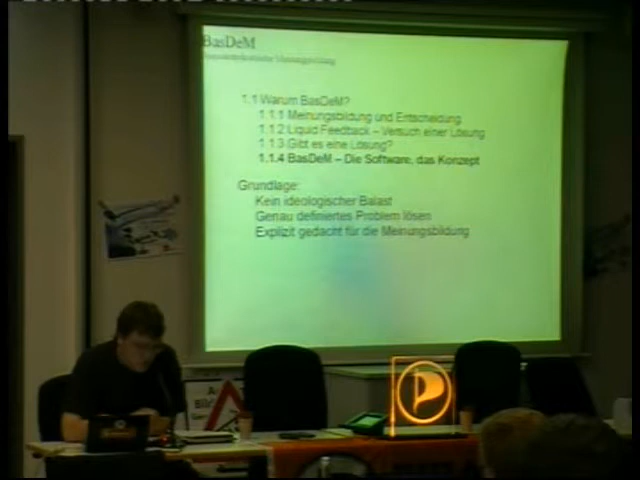 BasDeM
1.1 Warum BasDeM?
1.1.1 Meinungsbildung und Entscheidung
1.1.2 Liquid Feedback – Versuch einer Lösung
1.1.3 Gibt es eine Lösung?
1.1.4 BasDeM – Die Software, das Konzept
Grundlage:
Kein ideologischer Balast
Genau definiertes Problem lösen
Explizit gedacht für die Meinungsbildung